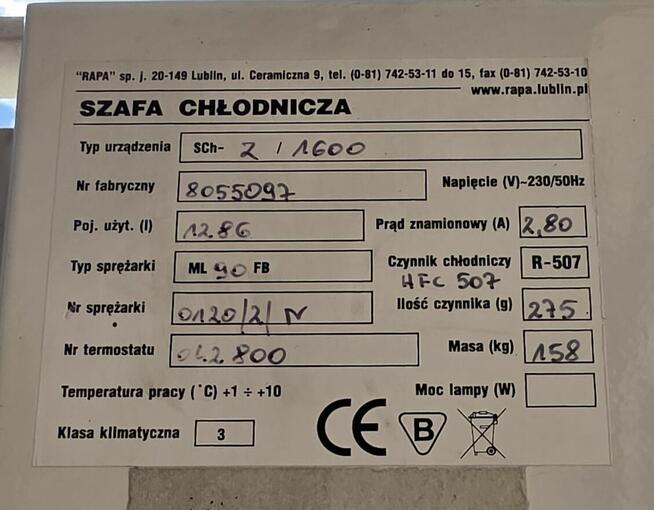 "RAPA" sp. j. 20-149 Lublin, ul. Ceramiczna 9, tel. (0-81) 742-53-11 do 15, fax (0-81) 742-53-10
www.rapa.lublin.pl
SZAFA CHŁODNICZA
Typ urządzenia SCh- Z / 1600
Nr fabryczny 8055097 Napięcie (V)~230/50Hz
Poj. użyt. (l) 1286 Prąd znamionowy (A) 2,80
Typ sprężarki ML 90 FB Czynnik chłodniczy R-507
HFC 507
Nr sprężarki 0120/2/ N Ilość czynnika (g) 275
Nr termostatu 042800 Masa (kg) 158
Temperatura pracy (°C) +1 ÷ +10 Moc lampy (W)
Klasa klimatyczna 3 CE B